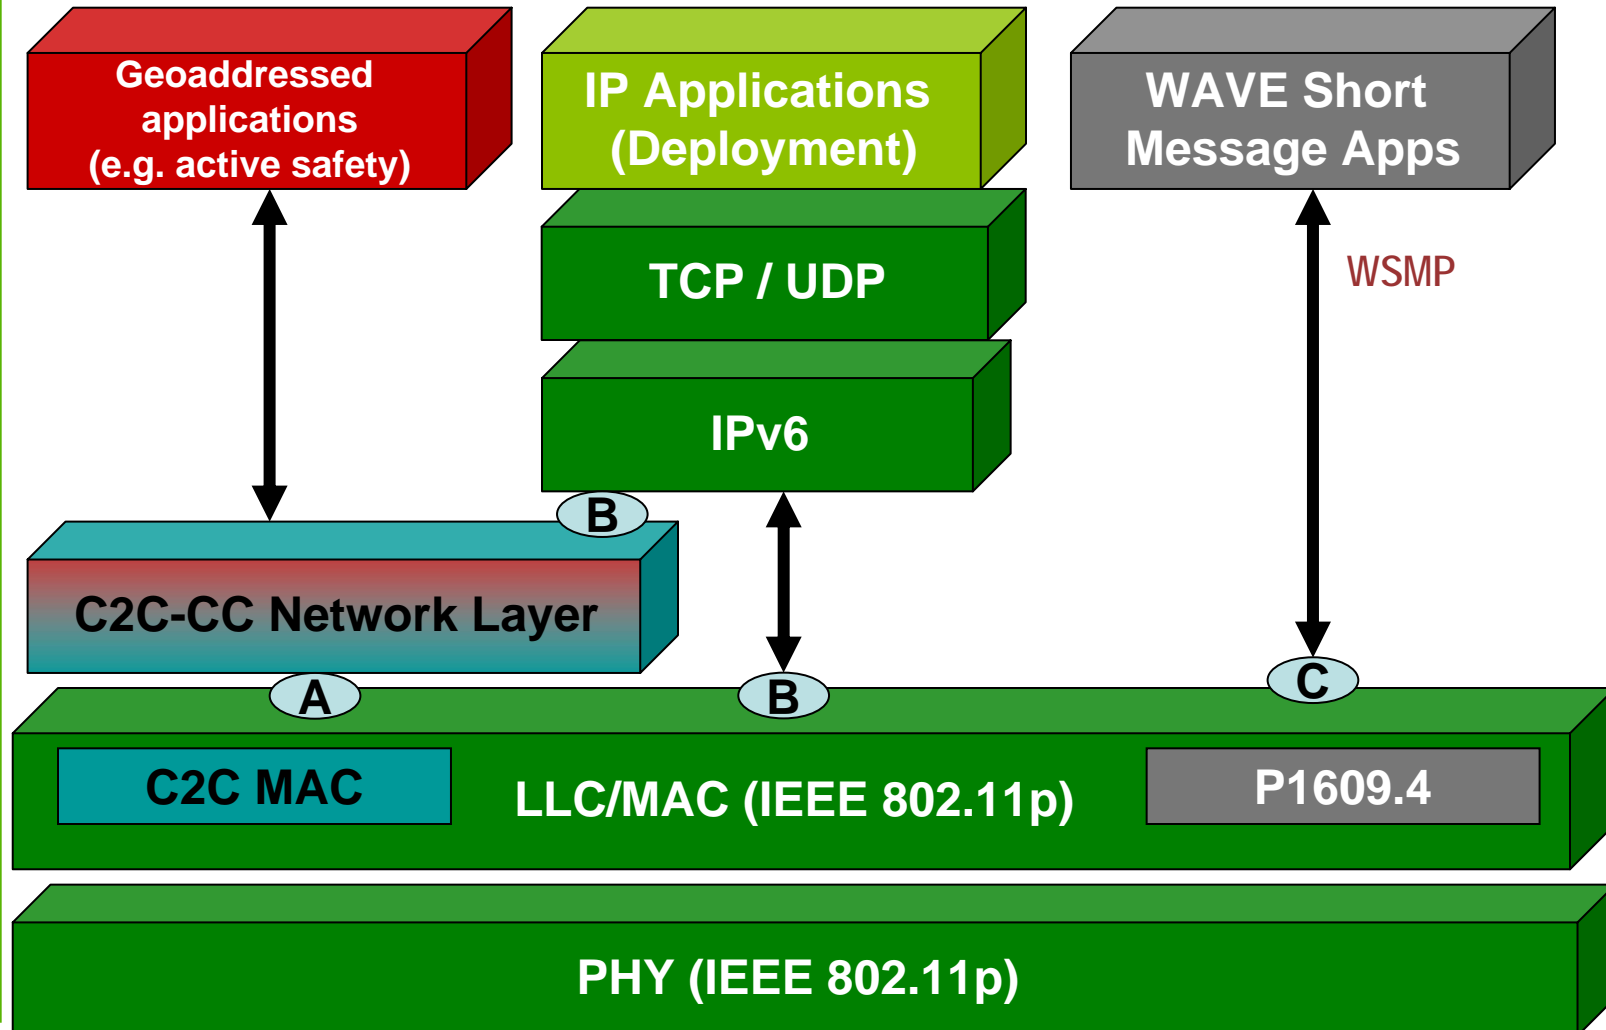 Geoaddressed
applications
(e.g. active safety)
IP Applications
(Deployment)
WAVE Short
Message Apps
TCP / UDP
WSMP
IPv6
B
C2C-CC Network Layer
A
B
C
C2C MAC
LLC/MAC (IEEE 802.11p)
P1609.4
PHY (IEEE 802.11p)